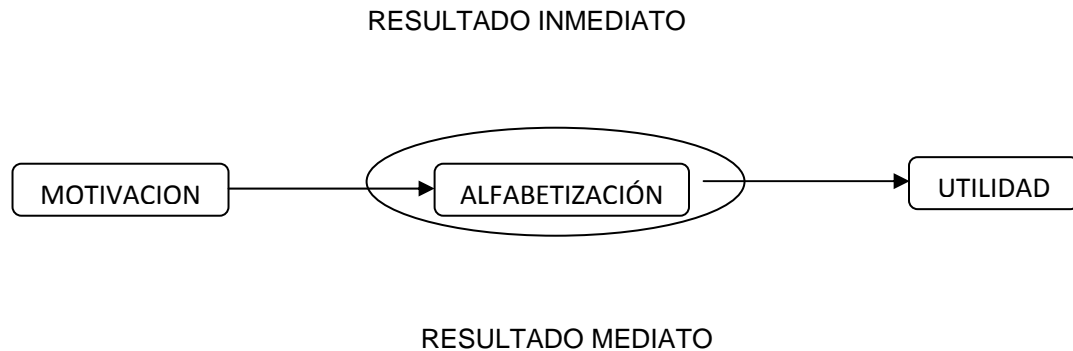 RESULTADO INMEDIATO
MOTIVACION
ALFABETIZACIÓN
UTILIDAD
RESULTADO MEDIATO